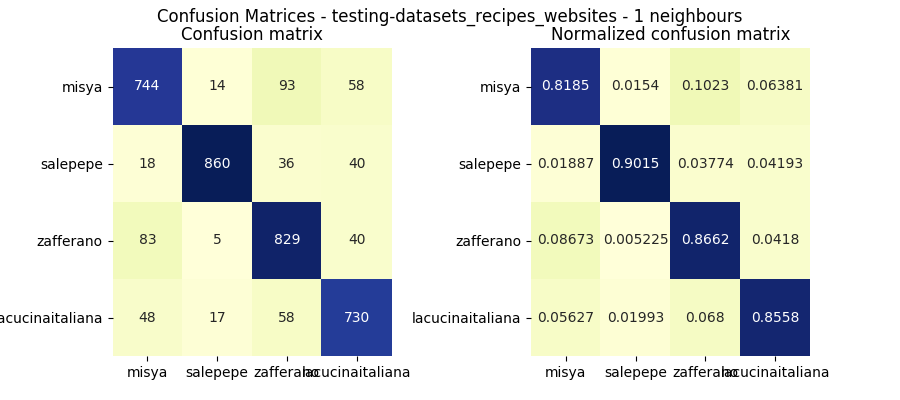 Confusion Matrices - testing-datasets_recipes_websites - 1 neighbours
Confusion matrix
misya 744 14 93 58
salepepe 18 860 36 40
zafferano 83 5 829 40
acucinaitaliana 48 17 58 730
misya salepepe zafferano acucinaitaliana
Normalized confusion matrix
misya 0.8185 0.0154 0.1023 0.06381
salepepe 0.01887 0.9015 0.03774 0.04193
zafferano 0.08673 0.005225 0.8662 0.0418
lacucinaitaliana 0.05627 0.01993 0.068 0.8558
misya salepepe zafferano lacucinaitaliana